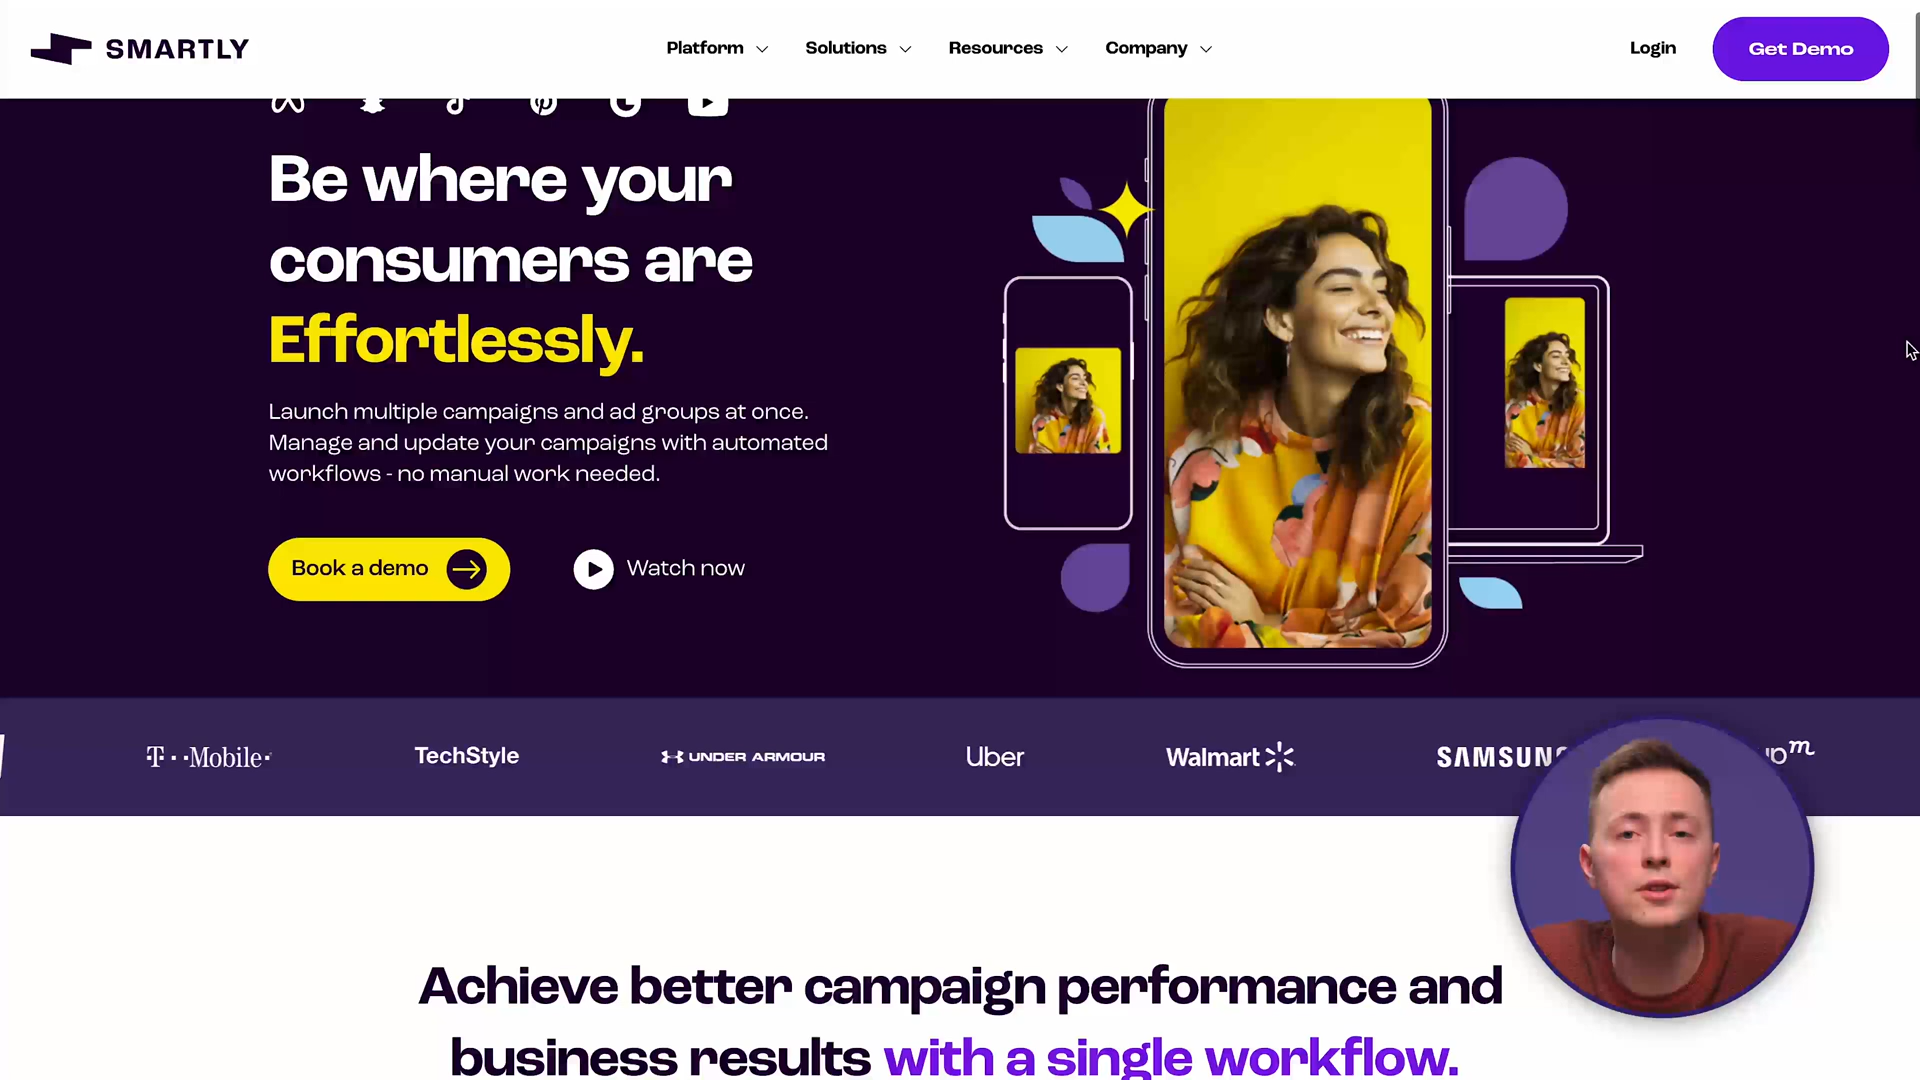 SMARTLY
Platform
Solutions
Resources
Company
Login
Get Demo
Be where your
consumers are
Effortlessly.
Launch multiple campaigns and ad groups at once.
Manage and update your campaigns with automated
workflows - no manual work needed.
Book a demo
Watch now
T··Mobile·
TechStyle
UNDER ARMOUR
Uber
Walmart
SAMSUN
Achieve better campaign performance and
business results with a single workflow.